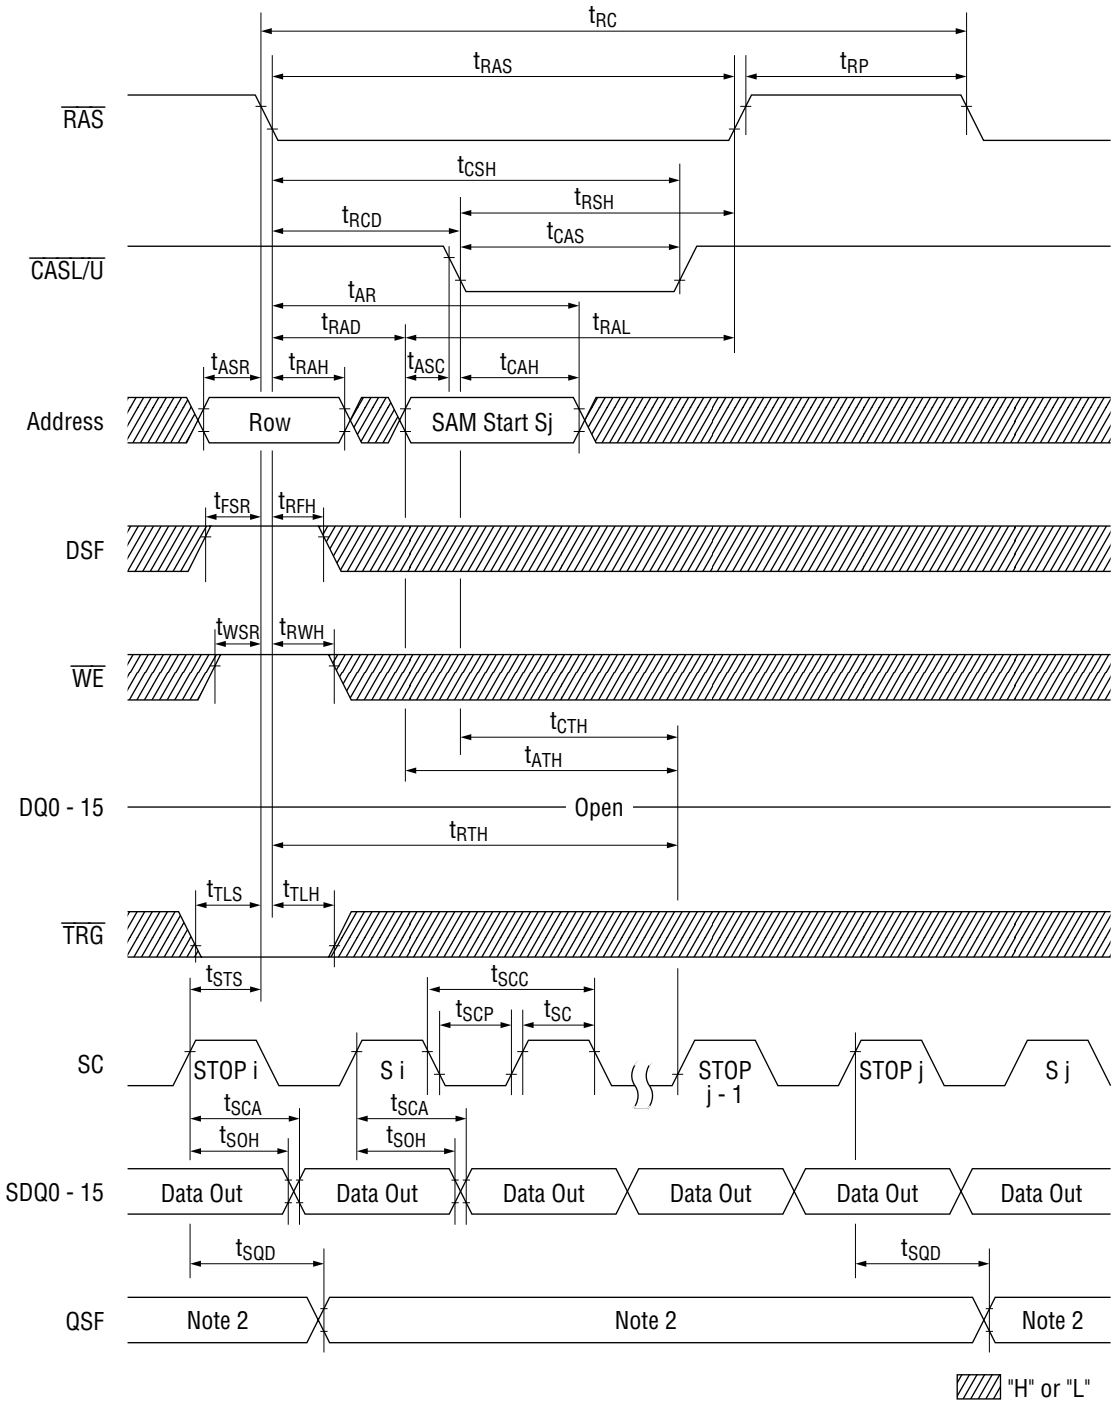 tRC
tRAS
tRP
RAS
tCSH
tRSH
tRCD
tCAS
CASL/U
tAR
tRAD
tRAL
tASR
tRAH
tASC
tCAH
Address
Row
SAM Start Sj
tFSR
tRFH
DSF
tWSR
tRWH
WE
tCTH
tATH
DQ0 - 15
Open
tRTH
tTLS
tTLH
TRG
tSTS
tSCC
tSCP
tSC
SC
STOP i
S i
STOP
j - 1
STOP j
S j
tSCA
tSCA
tSOH
tSOH
SDQ0 - 15
Data Out
Data Out
Data Out
Data Out
Data Out
Data Out
tSQD
tSQD
QSF
Note 2
Note 2
Note 2
"H" or "L"